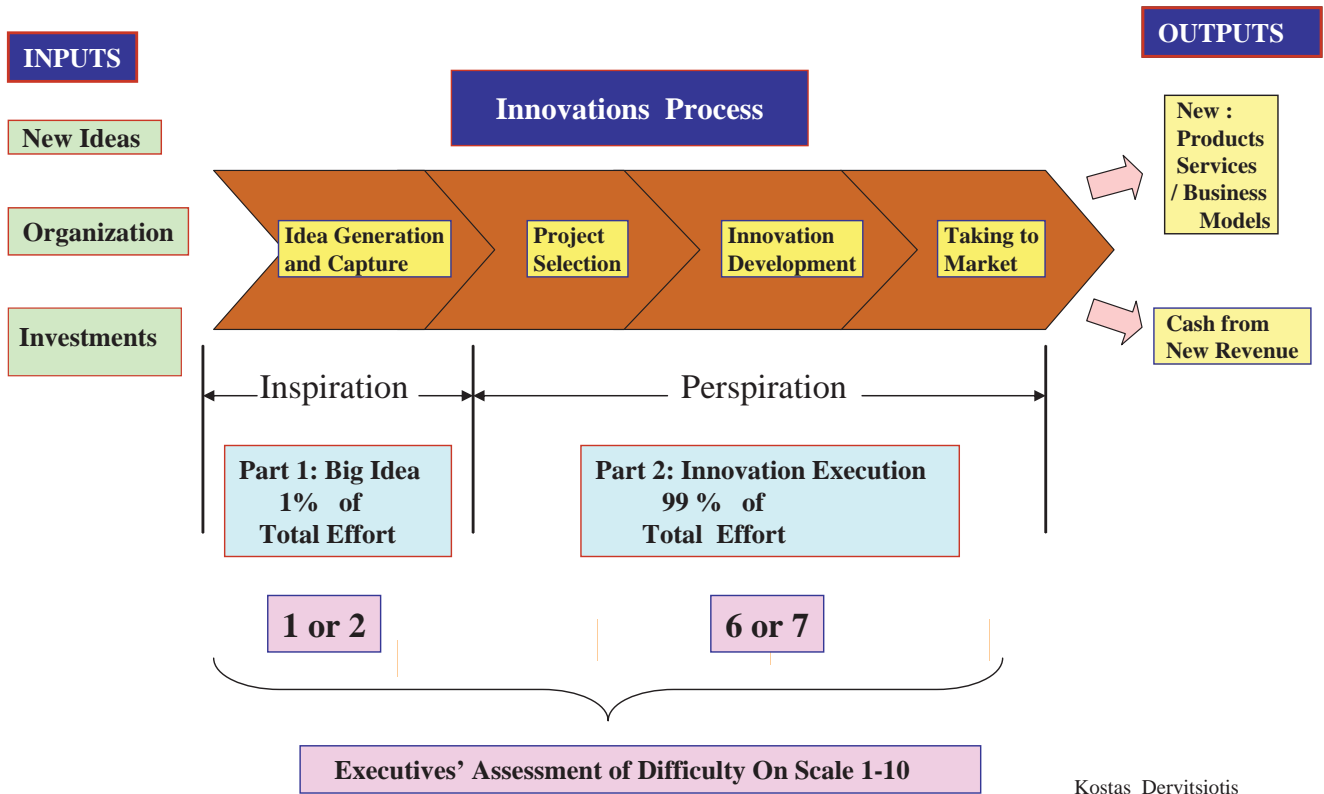 INPUTS
OUTPUTS
Innovations Process
New Ideas
Organization
Investments
Idea Generation
and Capture
Project
Selection
Innovation
Development
Taking to
Market
New :
Products
Services
/ Business
Models
Cash from
New Revenue
Inspiration
Perspiration
Part 1: Big Idea
1% of
Total Effort
Part 2: Innovation Execution
99 % of
Total Effort
1 or 2
6 or 7
Executives’ Assessment of Difficulty On Scale 1-10
Kostas Dervitsiotis